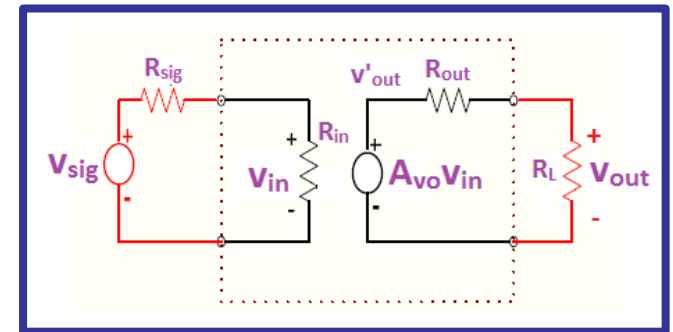 Rsig
v'out
Rout
+
vsig
-
+
Rin
vin
-
+
Avovin
-
+
RL
vout
-